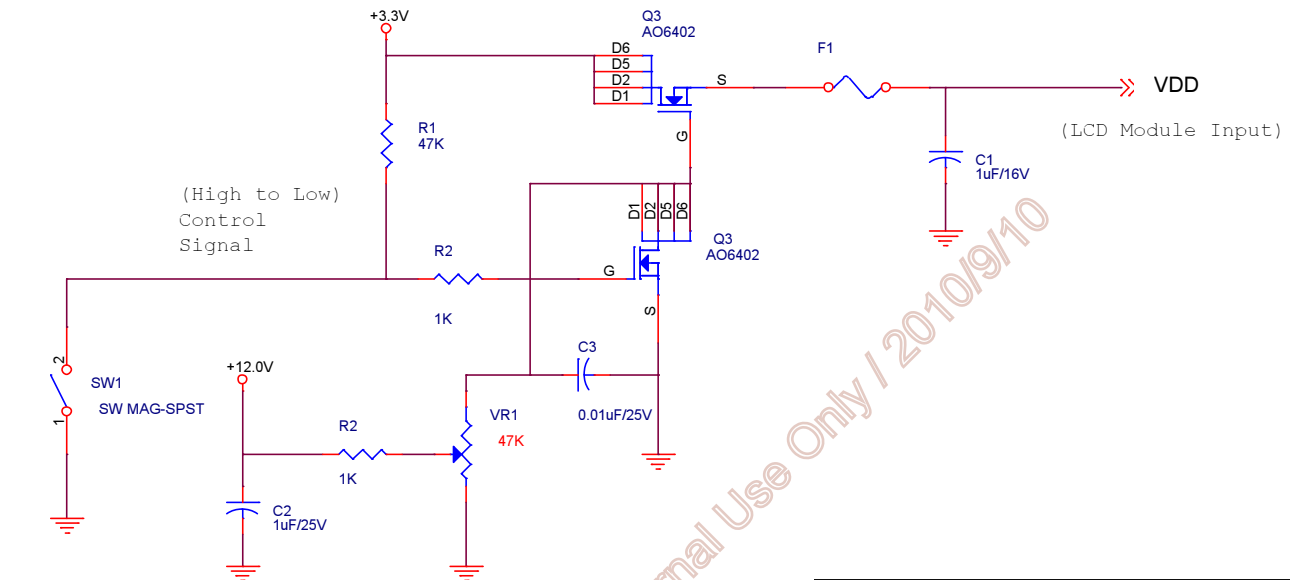 +3.3V
Q3
AO6402
D6
D5
D2
D1
S
G
F1
VDD
(LCD Module Input)
R1
47K
C1
1uF/16V
(High to Low)
Control
Signal
D1
D2
D5
D6
Q3
AO6402
R2
1K
G
S
2
1
SW1
SW MAG-SPST
+12.0V
C3
0.01uF/25V
R2
1K
VR1
47K
C2
1uF/25V
Use Only / 2010/9/10